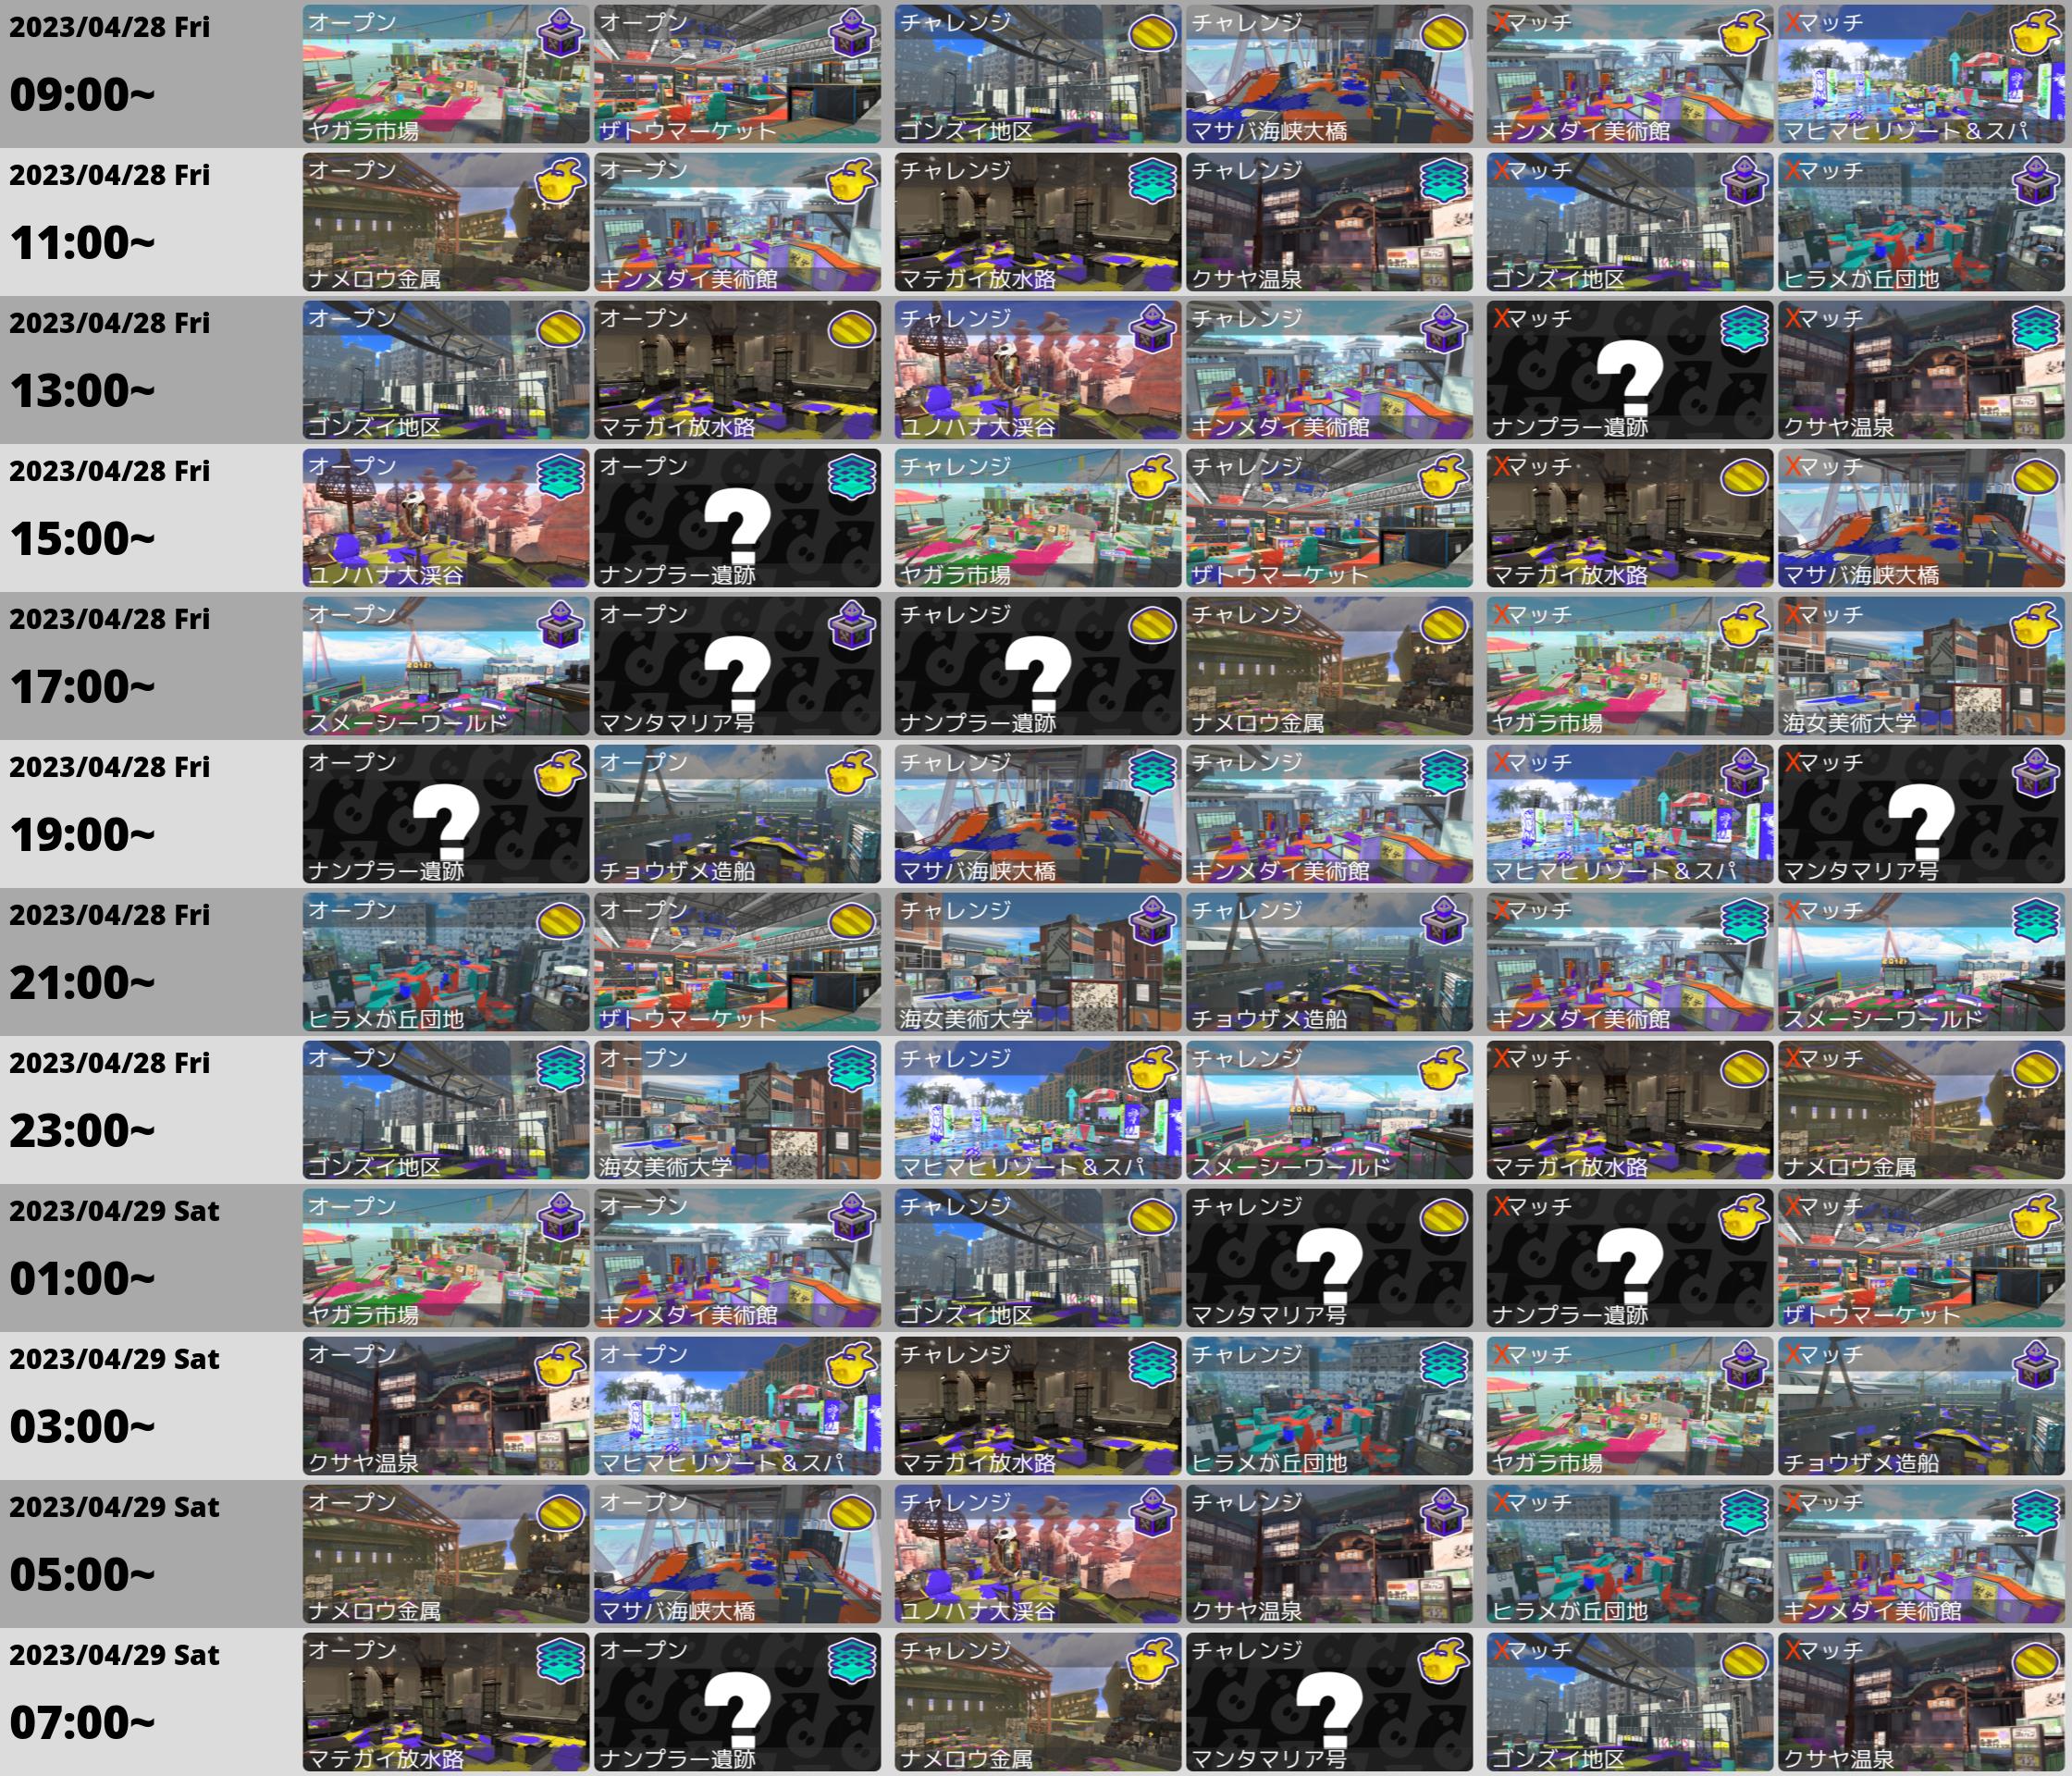 2023/04/28 Fri
09:00~
オープン オープン チャレンジ チャレンジ Xマッチ Xマッチ
ヤガラ市場 ザトウマーケット ゴンズイ地区 マサバ海峡大橋 キンメダイ美術館 マヒマヒリゾート&スパ
2023/04/28 Fri
11:00~
オープン オープン チャレンジ チャレンジ Xマッチ Xマッチ
ナメロウ金属 キンメダイ美術館 マテガイ放水路 クサヤ温泉 ゴンズイ地区 ヒラメが丘団地
2023/04/28 Fri
13:00~
オープン オープン チャレンジ チャレンジ Xマッチ Xマッチ
?
ゴンズイ地区 マテガイ放水路 ユノハナ大渓谷 キンメダイ美術館 ナンプラー遺跡 クサヤ温泉
2023/04/28 Fri
15:00~
オープン オープン チャレンジ チャレンジ Xマッチ Xマッチ
?
ユノハナ大渓谷 ナンプラー遺跡 ヤガラ市場 ザトウマーケット マテガイ放水路 マサバ海峡大橋
2023/04/28 Fri
17:00~
オープン オープン チャレンジ チャレンジ Xマッチ Xマッチ
? ?
スメーシーワールド マンタマリア号 ナンプラー遺跡 ナメロウ金属 ヤガラ市場 海女美術大学
2023/04/28 Fri
19:00~
オープン オープン チャレンジ チャレンジ Xマッチ Xマッチ
? ?
ナンプラー遺跡 チョウザメ造船 マサバ海峡大橋 キンメダイ美術館 マヒマヒリゾート&スパ マンタマリア号
2023/04/28 Fri
21:00~
オープン オープン チャレンジ チャレンジ Xマッチ Xマッチ
ヒラメが丘団地 ザトウマーケット 海女美術大学 チョウザメ造船 キンメダイ美術館 スメーシーワールド
2023/04/28 Fri
23:00~
オープン オープン チャレンジ チャレンジ Xマッチ Xマッチ
ゴンズイ地区 海女美術大学 マヒマヒリゾート&スパ スメーシーワールド マテガイ放水路 ナメロウ金属
2023/04/29 Sat
01:00~
オープン オープン チャレンジ チャレンジ Xマッチ Xマッチ
? ?
ヤガラ市場 キンメダイ美術館 ゴンズイ地区 マンタマリア号 ナンプラー遺跡 ザトウマーケット
2023/04/29 Sat
03:00~
オープン オープン チャレンジ チャレンジ Xマッチ Xマッチ
クサヤ温泉 マヒマヒリゾート&スパ マテガイ放水路 ヒラメが丘団地 ヤガラ市場 チョウザメ造船
2023/04/29 Sat
05:00~
オープン オープン チャレンジ チャレンジ Xマッチ Xマッチ
ナメロウ金属 マサバ海峡大橋 ユノハナ大渓谷 クサヤ温泉 ヒラメが丘団地 キンメダイ美術館
2023/04/29 Sat
07:00~
オープン オープン チャレンジ チャレンジ Xマッチ Xマッチ
? ?
マテガイ放水路 ナンプラー遺跡 ナメロウ金属 マンタマリア号 ゴンズイ地区 クサヤ温泉